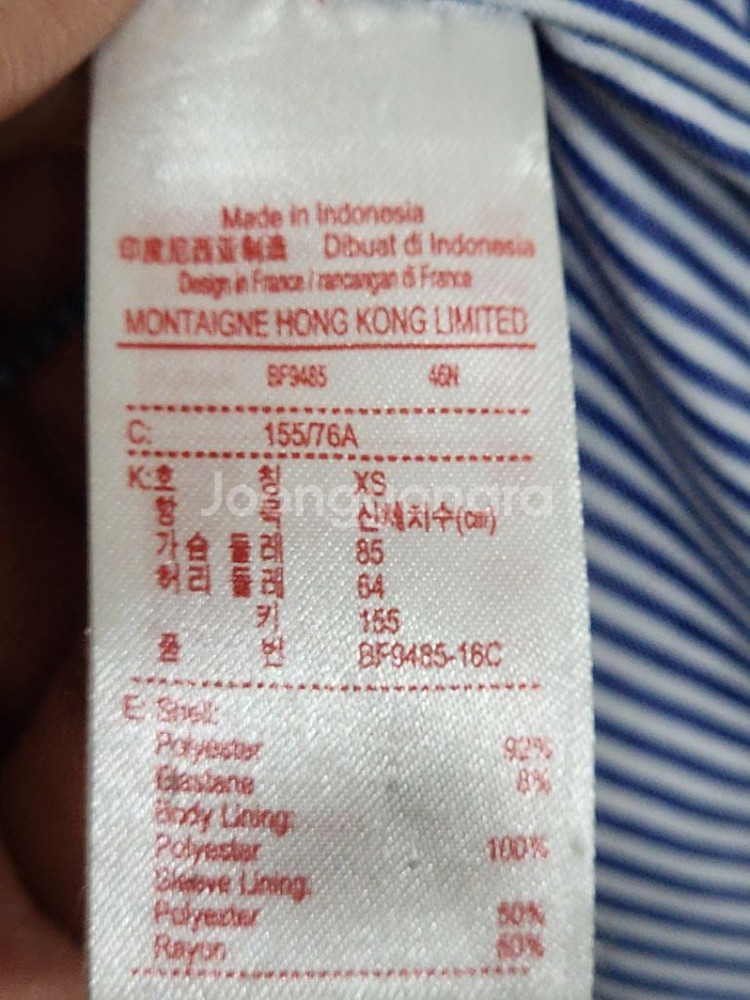 Made in Indonesia
印度尼西亚制造 Dibuat di Indonesia
Design in France / rancangan di France
MONTAIGNE HONG KONG LIMITED
BF9485 46N
C: 155/76A
K:호 칭 XS
항 목 신체치수(cm)
가슴둘레 85
허리둘레 64
키 155
품 번 BF9485-16C
E: Shell:
Polyester 92%
Elastane 8%
Body Lining:
Polyester 100%
Sleeve Lining:
Polyester 50%
Rayon 50%
Joongonara